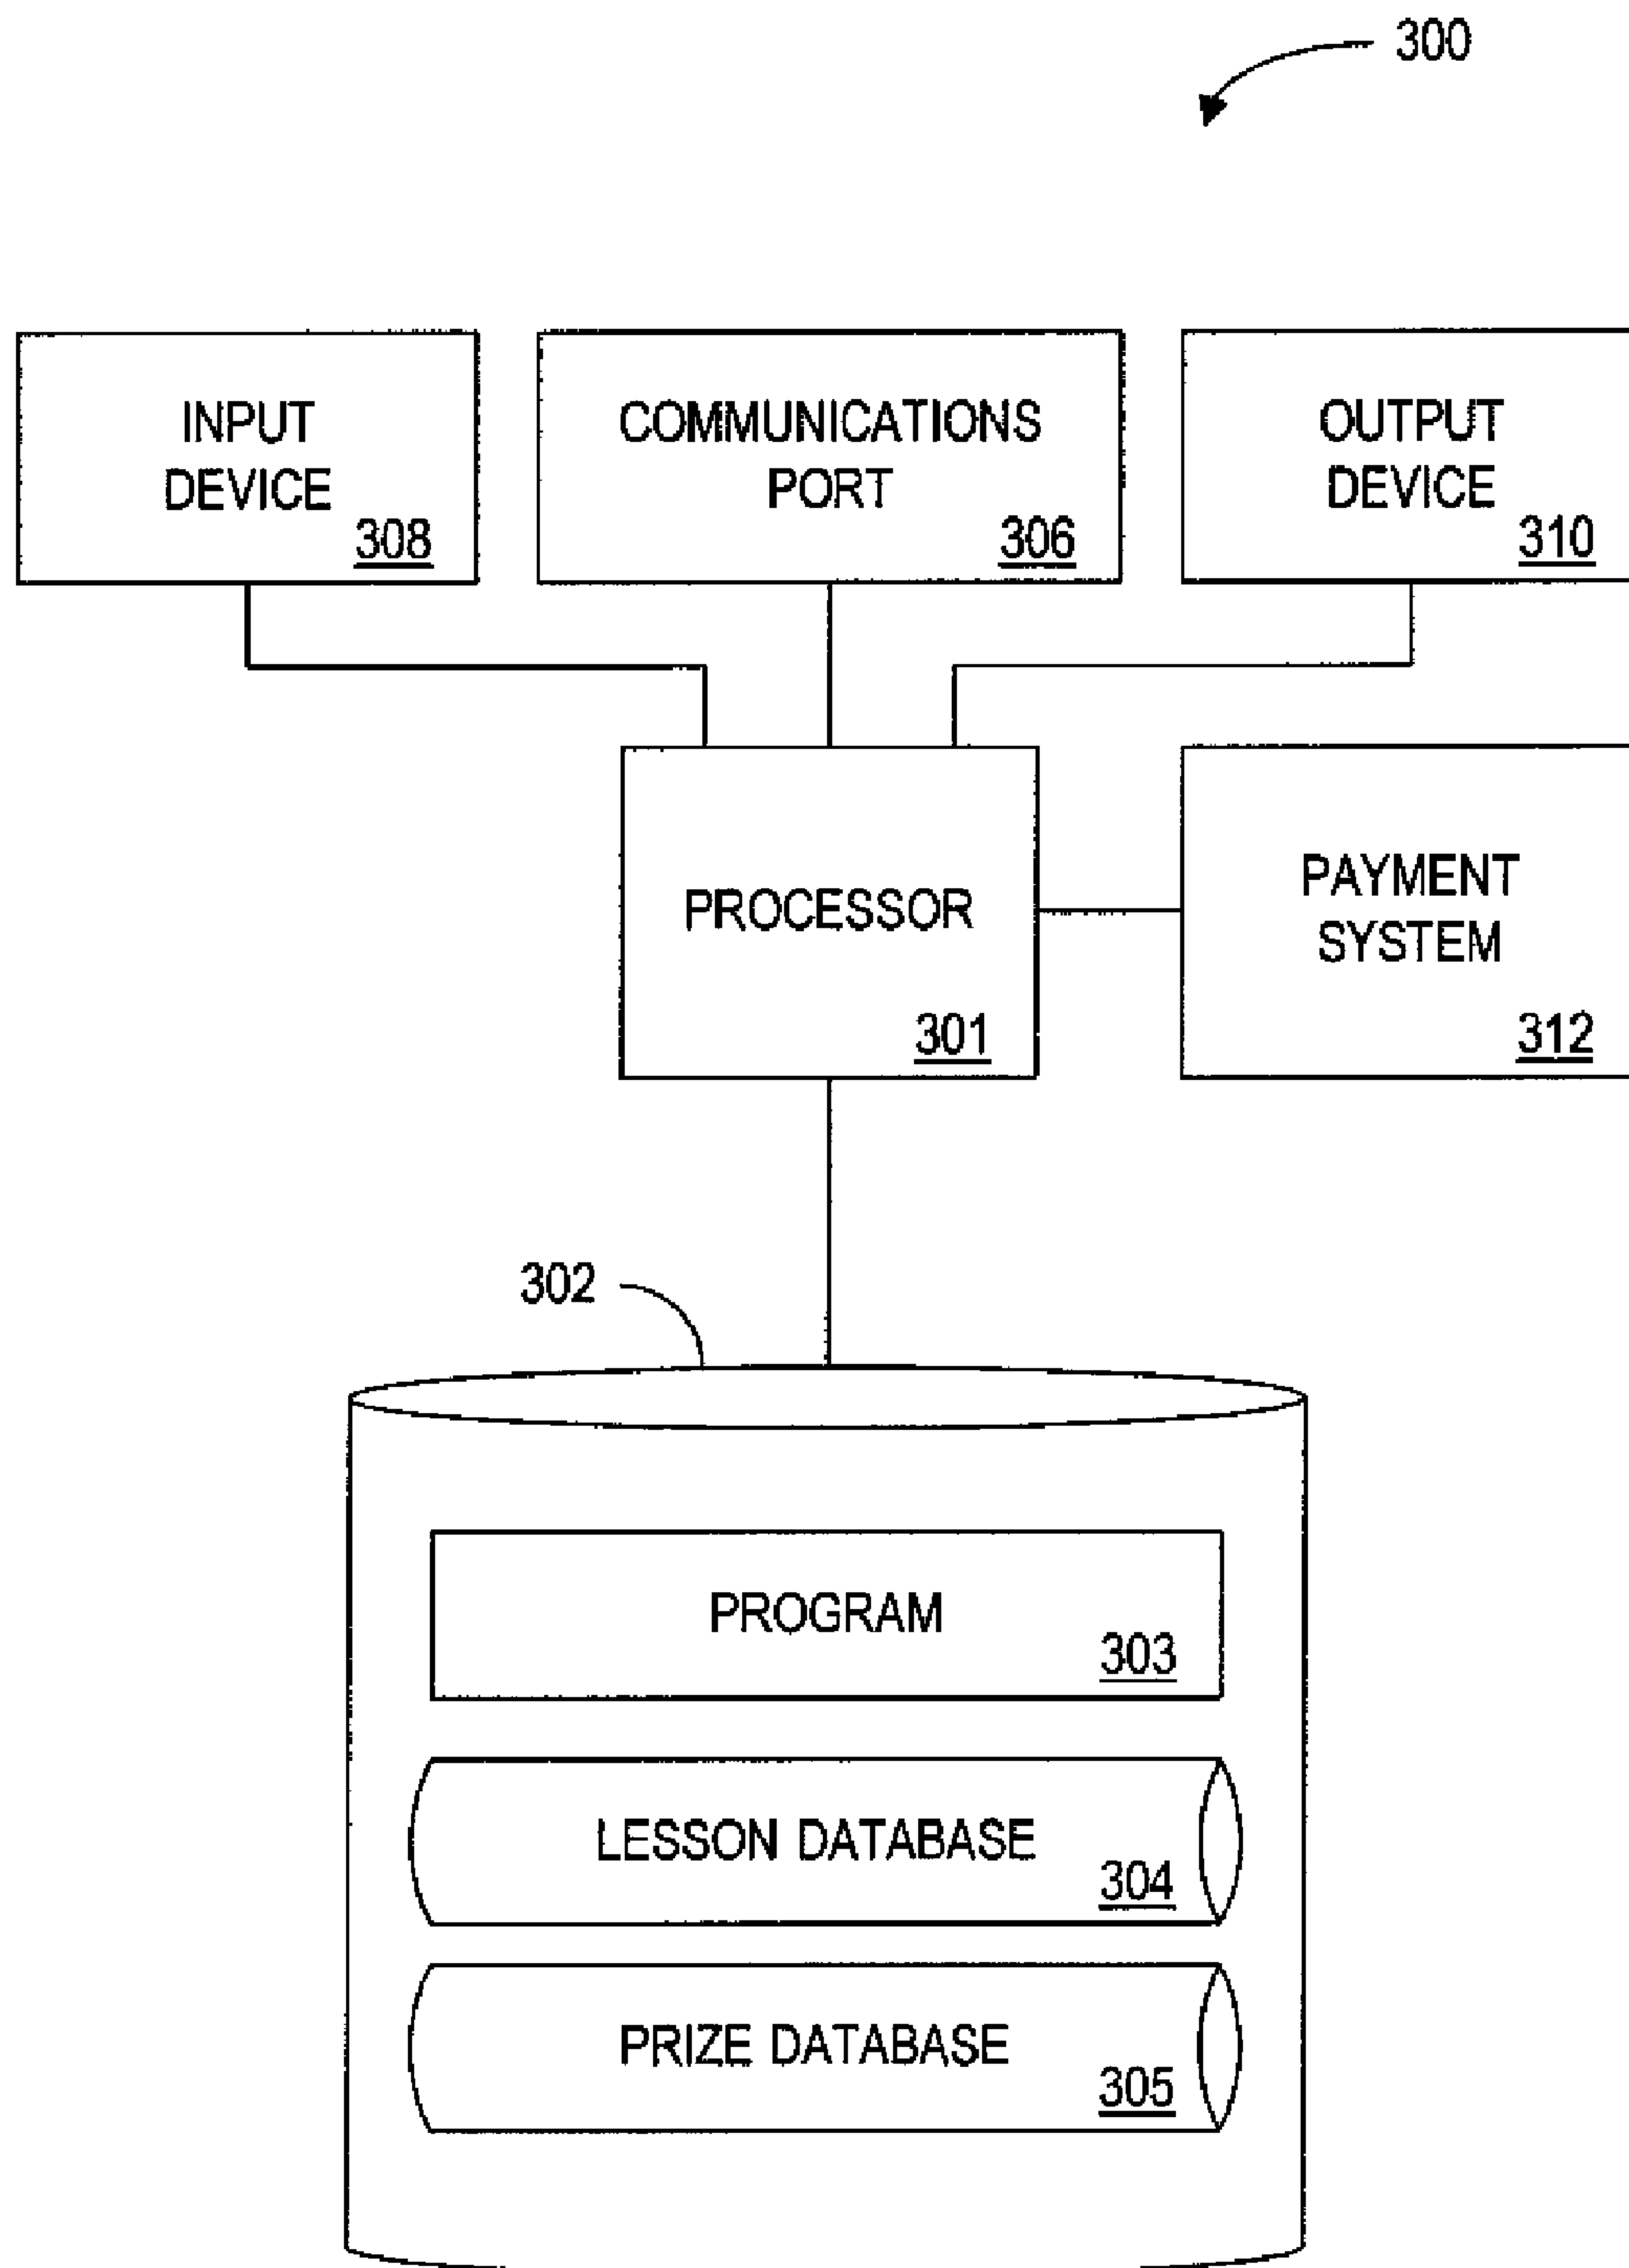 300
INPUT
DEVICE
308
COMMUNICATIONS
PORT
306
OUTPUT
DEVICE
310
PROCESSOR
301
PAYMENT
SYSTEM
312
302
PROGRAM
303
LESSON DATABASE
304
PRIZE DATABASE
305